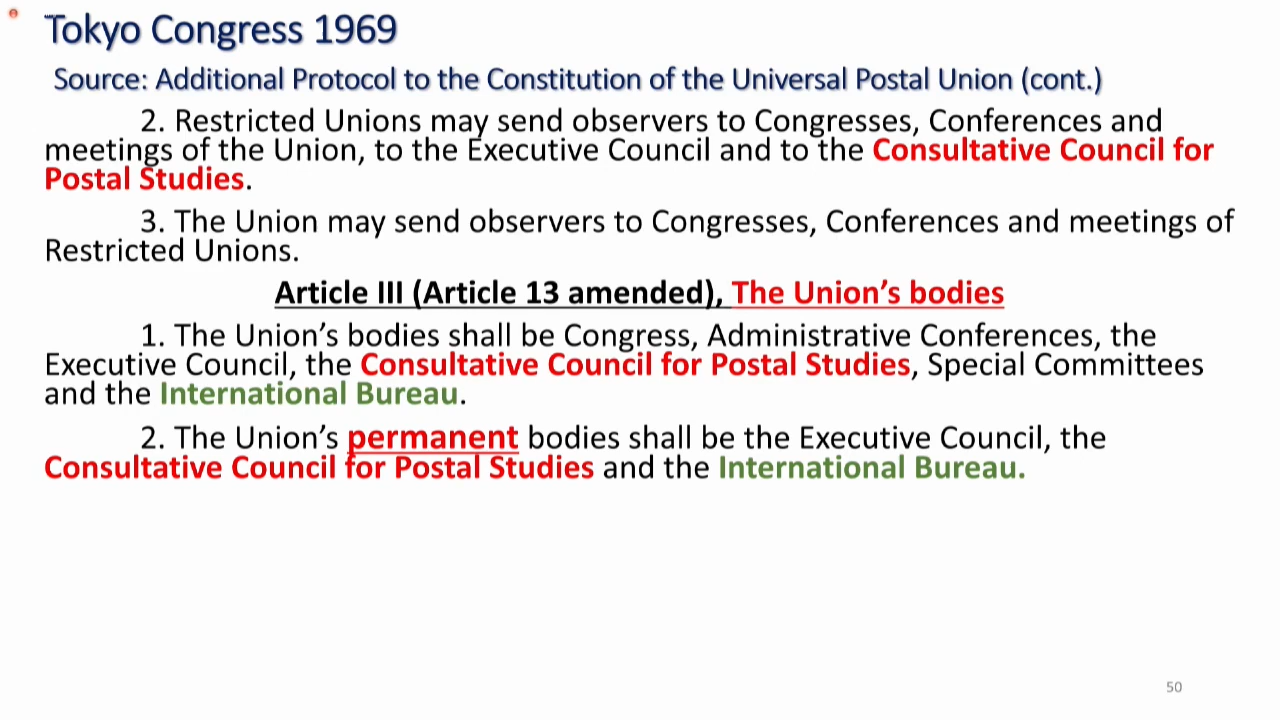 Tokyo Congress 1969
Source: Additional Protocol to the Constitution of the Universal Postal Union (cont.)
2. Restricted Unions may send observers to Congresses, Conferences and
meetings of the Union, to the Executive Council and to the Consultative Council for
Postal Studies.
3. The Union may send observers to Congresses, Conferences and meetings of
Restricted Unions.
Article III (Article 13 amended), The Union’s bodies
1. The Union’s bodies shall be Congress, Administrative Conferences, the
Executive Council, the Consultative Council for Postal Studies, Special Committees
and the International Bureau.
2. The Union’s permanent bodies shall be the Executive Council, the
Consultative Council for Postal Studies and the International Bureau.
50